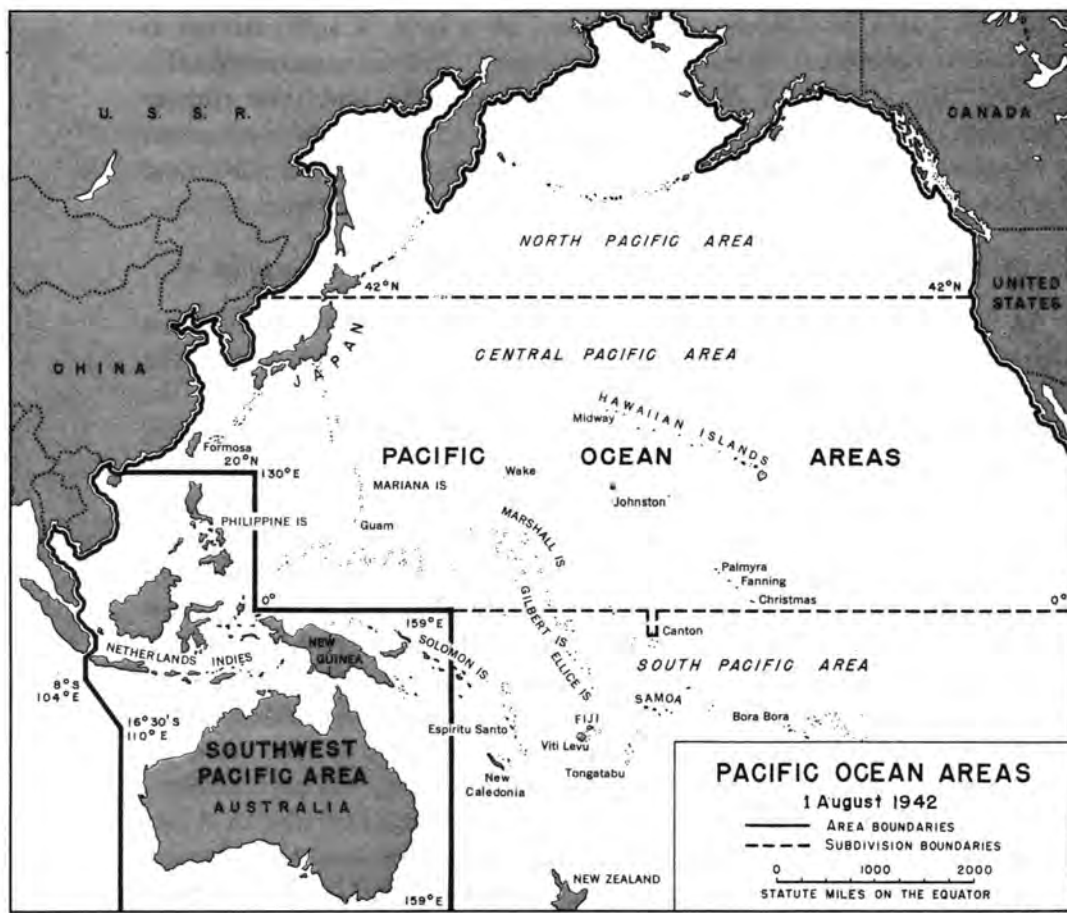 U. S. S. R.
CANADA
NORTH PACIFIC AREA
UNITED
STATES
42°N
42°N
CHINA
JAPAN
CENTRAL PACIFIC AREA
HAWAIIAN ISLANDS
Midway
Formosa
20°N
130°E
PACIFIC OCEAN AREAS
Wake
MARIANA IS
Johnston
PHILIPPINE IS
Guam
MARSHALL IS
Palmyra
Fanning
Christmas
0°
0°
159°E
GILBERT IS
Canton
NEW
GUINEA
SOLOMON IS
NETHERLANDS INDIES
ELLICE IS
SOUTH PACIFIC AREA
8°S
104°E
SAMOA
16°30'S
110°E
Espiritu Santo
FIJI
Bora Bora
Viti Levu
SOUTHWEST
PACIFIC AREA
AUSTRALIA
New
Caledonia
Tongatabu
PACIFIC OCEAN AREAS
1 August 1942
AREA BOUNDARIES
SUBDIVISION BOUNDARIES
0 1000 2000
STATUTE MILES ON THE EQUATOR
NEW ZEALAND
159°E